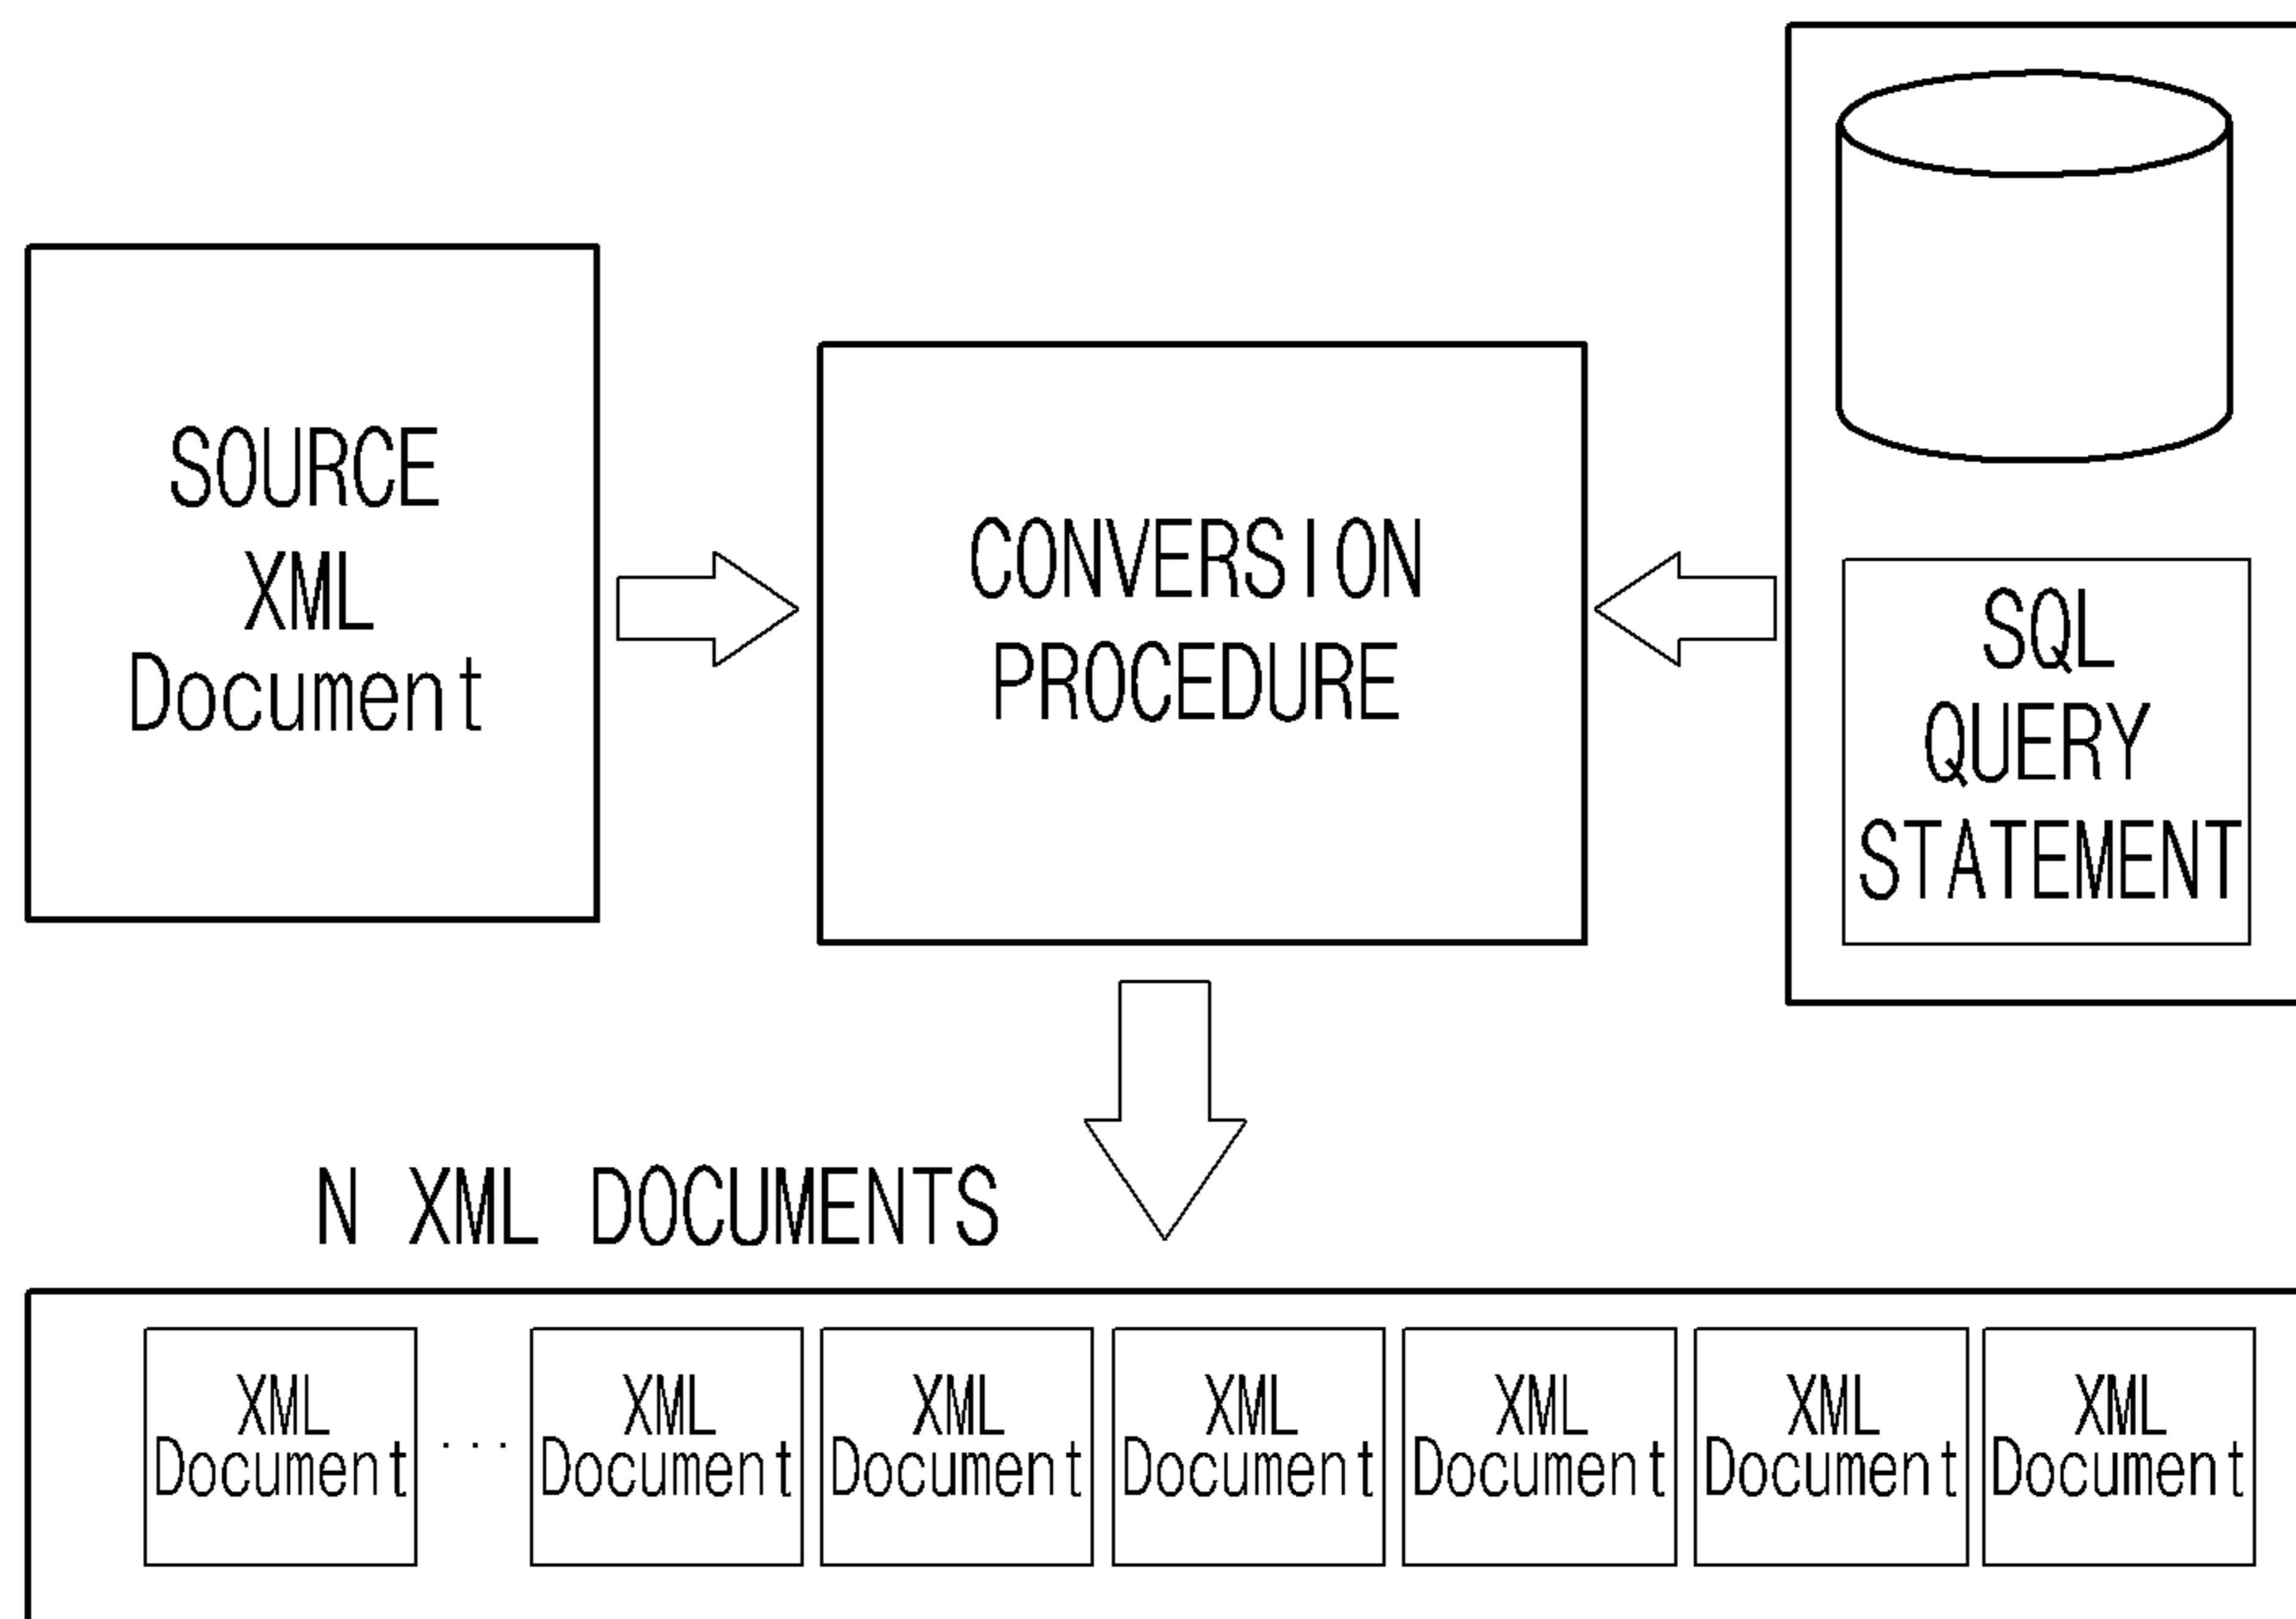 SOURCE
XML
Document
CONVERSION
PROCEDURE
SQL
QUERY
STATEMENT
N XML DOCUMENTS
XML
Document
...
XML
Document
XML
Document
XML
Document
XML
Document
XML
Document
XML
Document